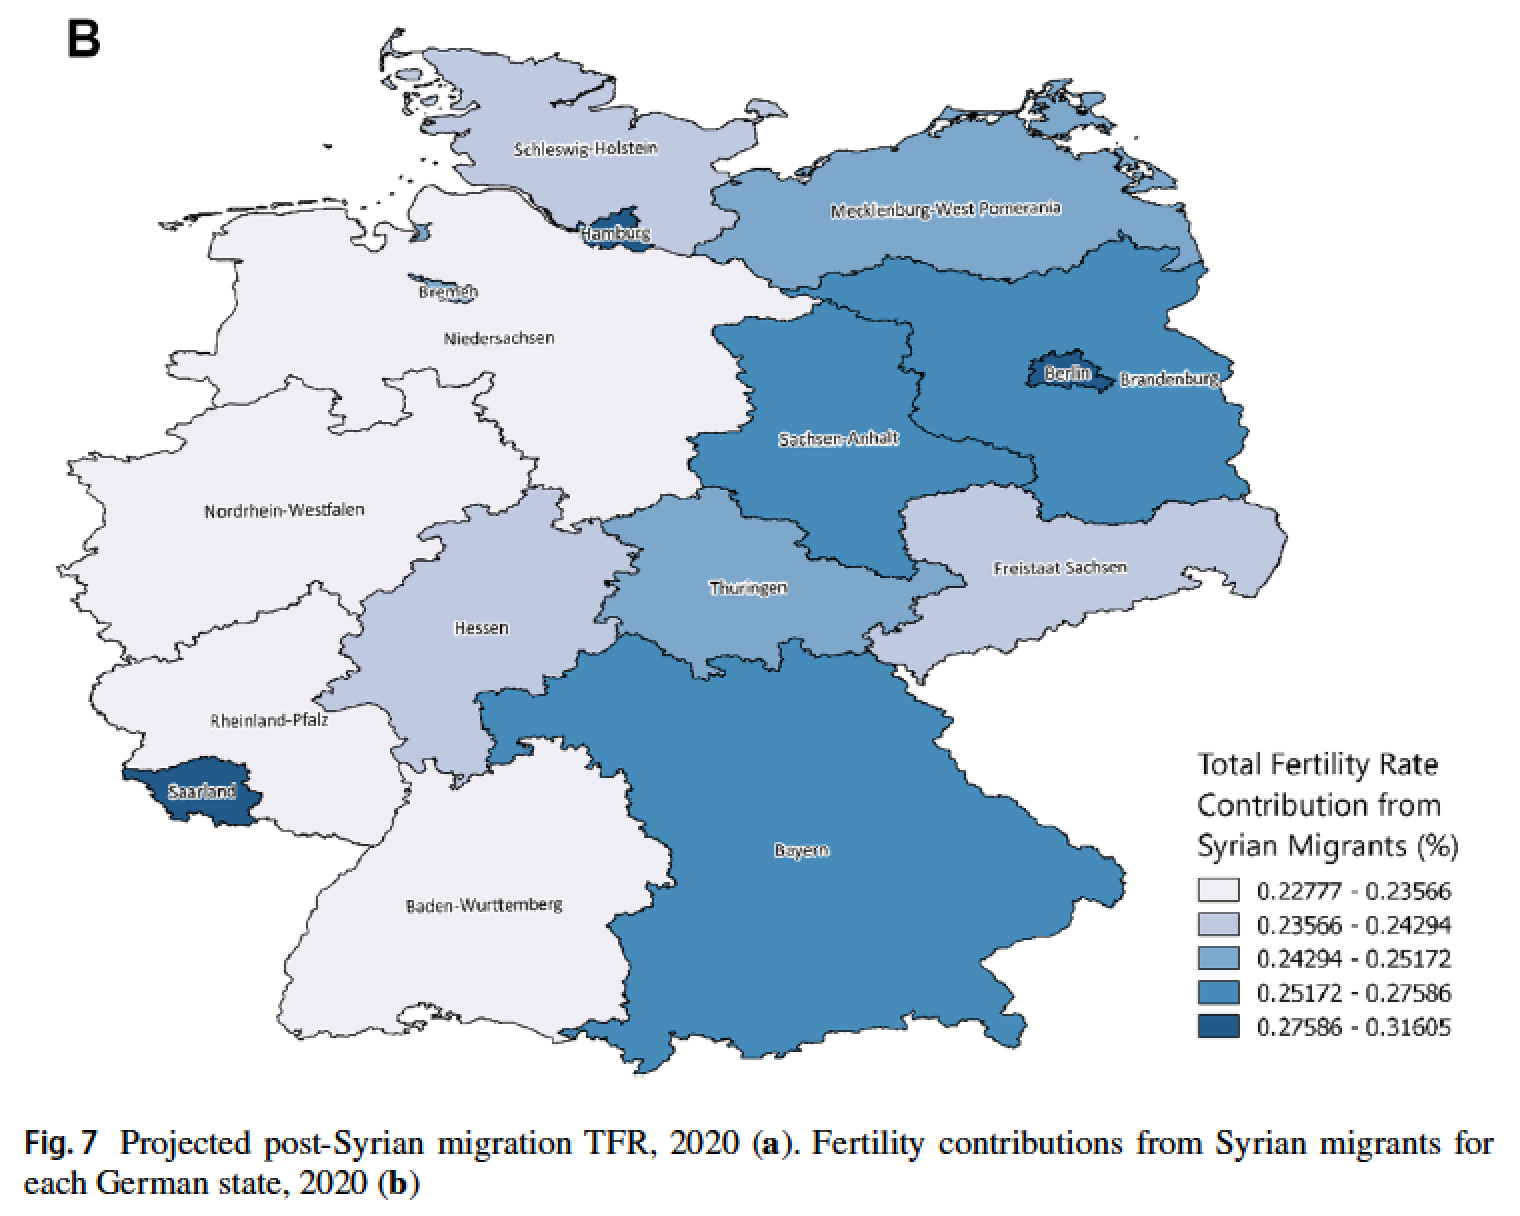 B
Schleswig-Holstein
Mecklenburg-West Pomerania
Hamburg
Bremen
Niedersachsen
Berlin
Brandenburg
Sachsen-Anhalt
Nordrhein-Westfalen
Freistaat Sachsen
Thuringen
Hessen
Rheinland-Pfalz
Saarland
Bayern
Baden-Wurttemberg
Total Fertility Rate
Contribution from
Syrian Migrants (%)
0.22777 - 0.23566
0.23566 - 0.24294
0.24294 - 0.25172
0.25172 - 0.27586
0.27586 - 0.31605
Fig. 7 Projected post-Syrian migration TFR, 2020 (a). Fertility contributions from Syrian migrants for
each German state, 2020 (b)